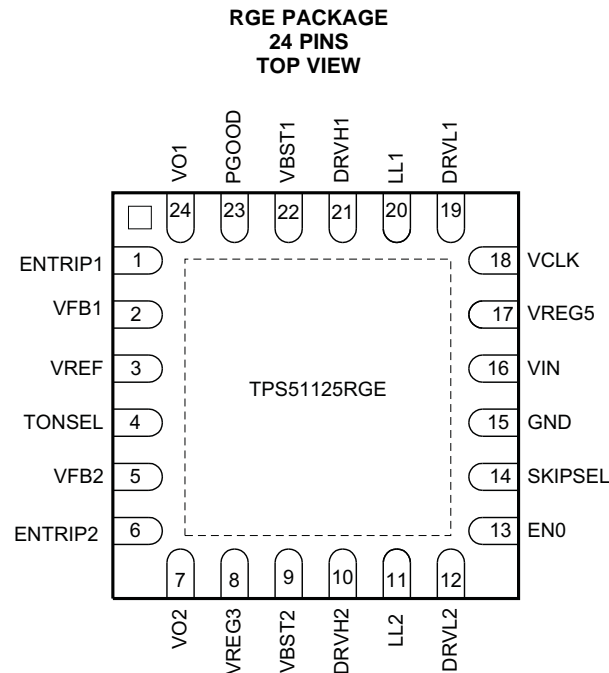 RGE PACKAGE
24 PINS
TOP VIEW
VO1
PGOOD
VBST1
DRVH1
LL1
DRVL1
24
23
22
21
20
19
ENTRIP1
1
18
VCLK
VFB1
2
17
VREG5
VREF
3
16
VIN
TPS51125RGE
TONSEL
4
15
GND
VFB2
5
14
SKIPSEL
ENTRIP2
6
13
EN0
7
8
9
10
11
12
VO2
VREG3
VBST2
DRVH2
LL2
DRVL2